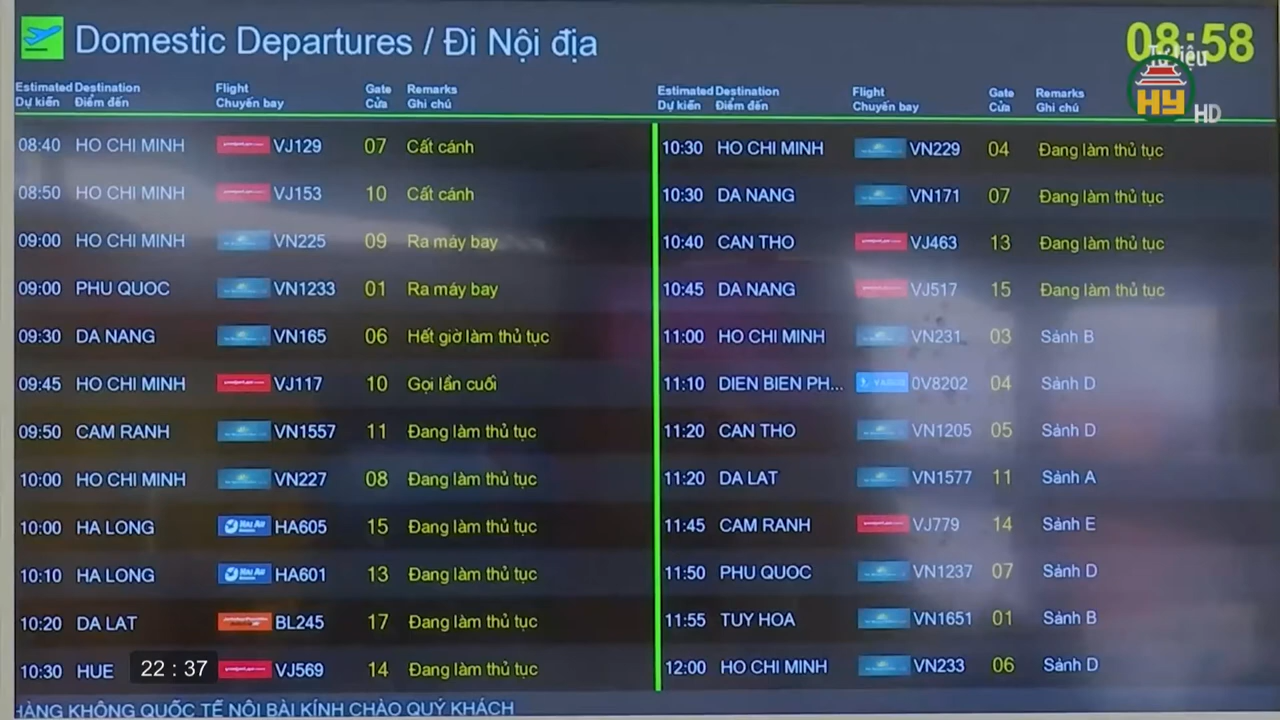 Domestic Departures / Đi Nội địa
08:58
Tư liệu
HY HD
Estimated Destination Flight Gate Remarks
Dự kiến Điểm đến Chuyến bay Cửa Ghi chú
08:40 HO CHI MINH VJ129 07 Cất cánh
08:50 HO CHI MINH VJ153 10 Cất cánh
09:00 HO CHI MINH VN225 09 Ra máy bay
09:00 PHU QUOC VN1233 01 Ra máy bay
09:30 DA NANG VN165 06 Hết giờ làm thủ tục
09:45 HO CHI MINH VJ117 10 Gọi lần cuối
09:50 CAM RANH VN1557 11 Đang làm thủ tục
10:00 HO CHI MINH VN227 08 Đang làm thủ tục
10:00 HA LONG HAI AU HA605 15 Đang làm thủ tục
10:10 HA LONG HAI AU HA601 13 Đang làm thủ tục
10:20 DA LAT BL245 17 Đang làm thủ tục
10:30 HUE VJ569 14 Đang làm thủ tục
22 : 37
Estimated Destination Flight Gate Remarks
Dự kiến Điểm đến Chuyến bay Cửa Ghi chú
10:30 HO CHI MINH VN229 04 Đang làm thủ tục
10:30 DA NANG VN171 07 Đang làm thủ tục
10:40 CAN THO VJ463 13 Đang làm thủ tục
10:45 DA NANG VJ517 15 Đang làm thủ tục
11:00 HO CHI MINH VN231 03 Sảnh B
11:10 DIEN BIEN PH... VASCO 0V8202 04 Sảnh D
11:20 CAN THO VN1205 05 Sảnh D
11:20 DA LAT VN1577 11 Sảnh A
11:45 CAM RANH VJ779 14 Sảnh E
11:50 PHU QUOC VN1237 07 Sảnh D
11:55 TUY HOA VN1651 01 Sảnh B
12:00 HO CHI MINH VN233 06 Sảnh D
HÀNG KHÔNG QUỐC TẾ NỘI BÀI KÍNH CHÀO QUÝ KHÁCH